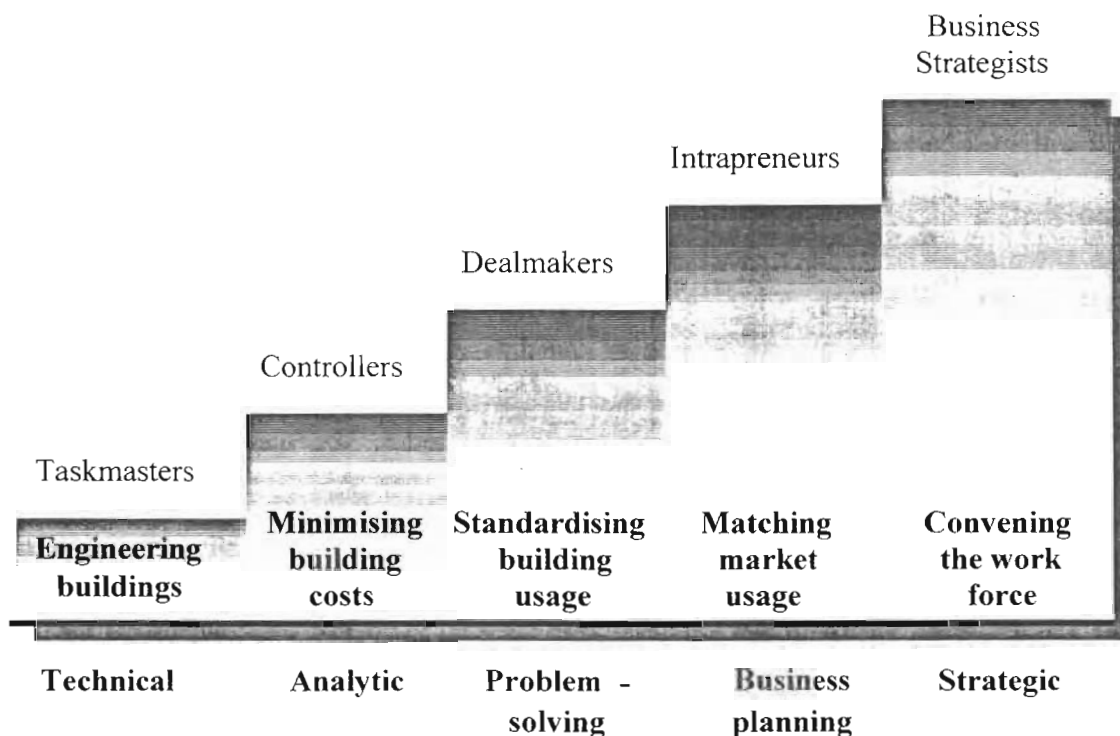 Business
Strategists
Intrapreneurs
Dealmakers
Controllers
Taskmasters
Engineering
buildings
Minimising
building
costs
Standardising
building
usage
Matching
market
usage
Convening
the work
force
Technical
Analytic
Problem -
solving
Business
planning
Strategic